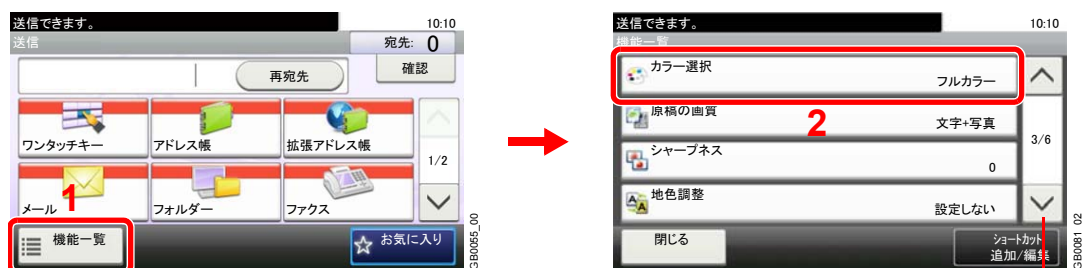 送信できます。
10:10
送信
宛先: 0
再宛先
確認
ワンタッチキー
アドレス帳
拡張アドレス帳
1/2
メール
フォルダー
ファクス
1
機能一覧
お気に入り
GB0055_00
送信できます。
10:10
機能一覧
カラー選択
フルカラー
原稿の画質
文字+写真
2
3/6
シャープネス
0
地色調整
設定しない
閉じる
ショートカット
追加/編集
GB0081_02